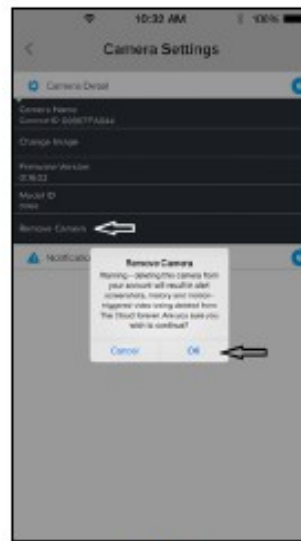 10:32 AM 100%
Camera Settings
Camera Detail
Camera Name
Change Image
Firmware Version
Model ID
Remove Camera
Remove Camera
Warning - deleting this camera from
your account will result in alert
screenshots, history and motion-
triggered video being deleted from
The Cloud forever. Are you sure you
wish to continue?
Cancel OK